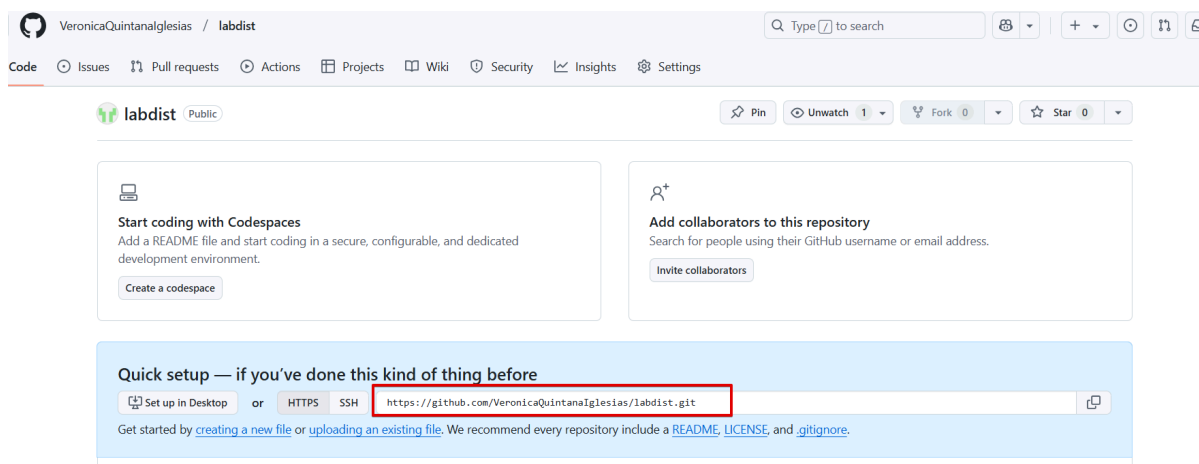 VeronicaQuintanaIglesias / labdist
Type / to search
Code Issues Pull requests Actions Projects Wiki Security Insights Settings
labdist Public
Pin Unwatch 1 Fork 0 Star 0
Start coding with Codespaces
Add a README file and start coding in a secure, configurable, and dedicated
development environment.
Create a codespace
Add collaborators to this repository
Search for people using their GitHub username or email address.
Invite collaborators
Quick setup — if you’ve done this kind of thing before
Set up in Desktop or HTTPS SSH https://github.com/VeronicaQuintanaIglesias/labdist.git
Get started by creating a new file or uploading an existing file. We recommend every repository include a README, LICENSE, and .gitignore.